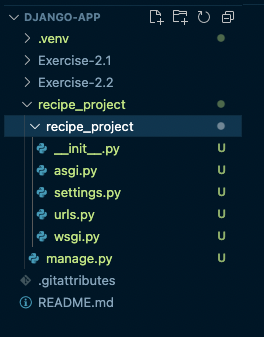 DJANGO-APP
.venv
Exercise-2.1
Exercise-2.2
recipe_project
recipe_project
__init__.py
asgi.py U
settings.py U
urls.py U
wsgi.py U
manage.py U
.gitattributes
README.md